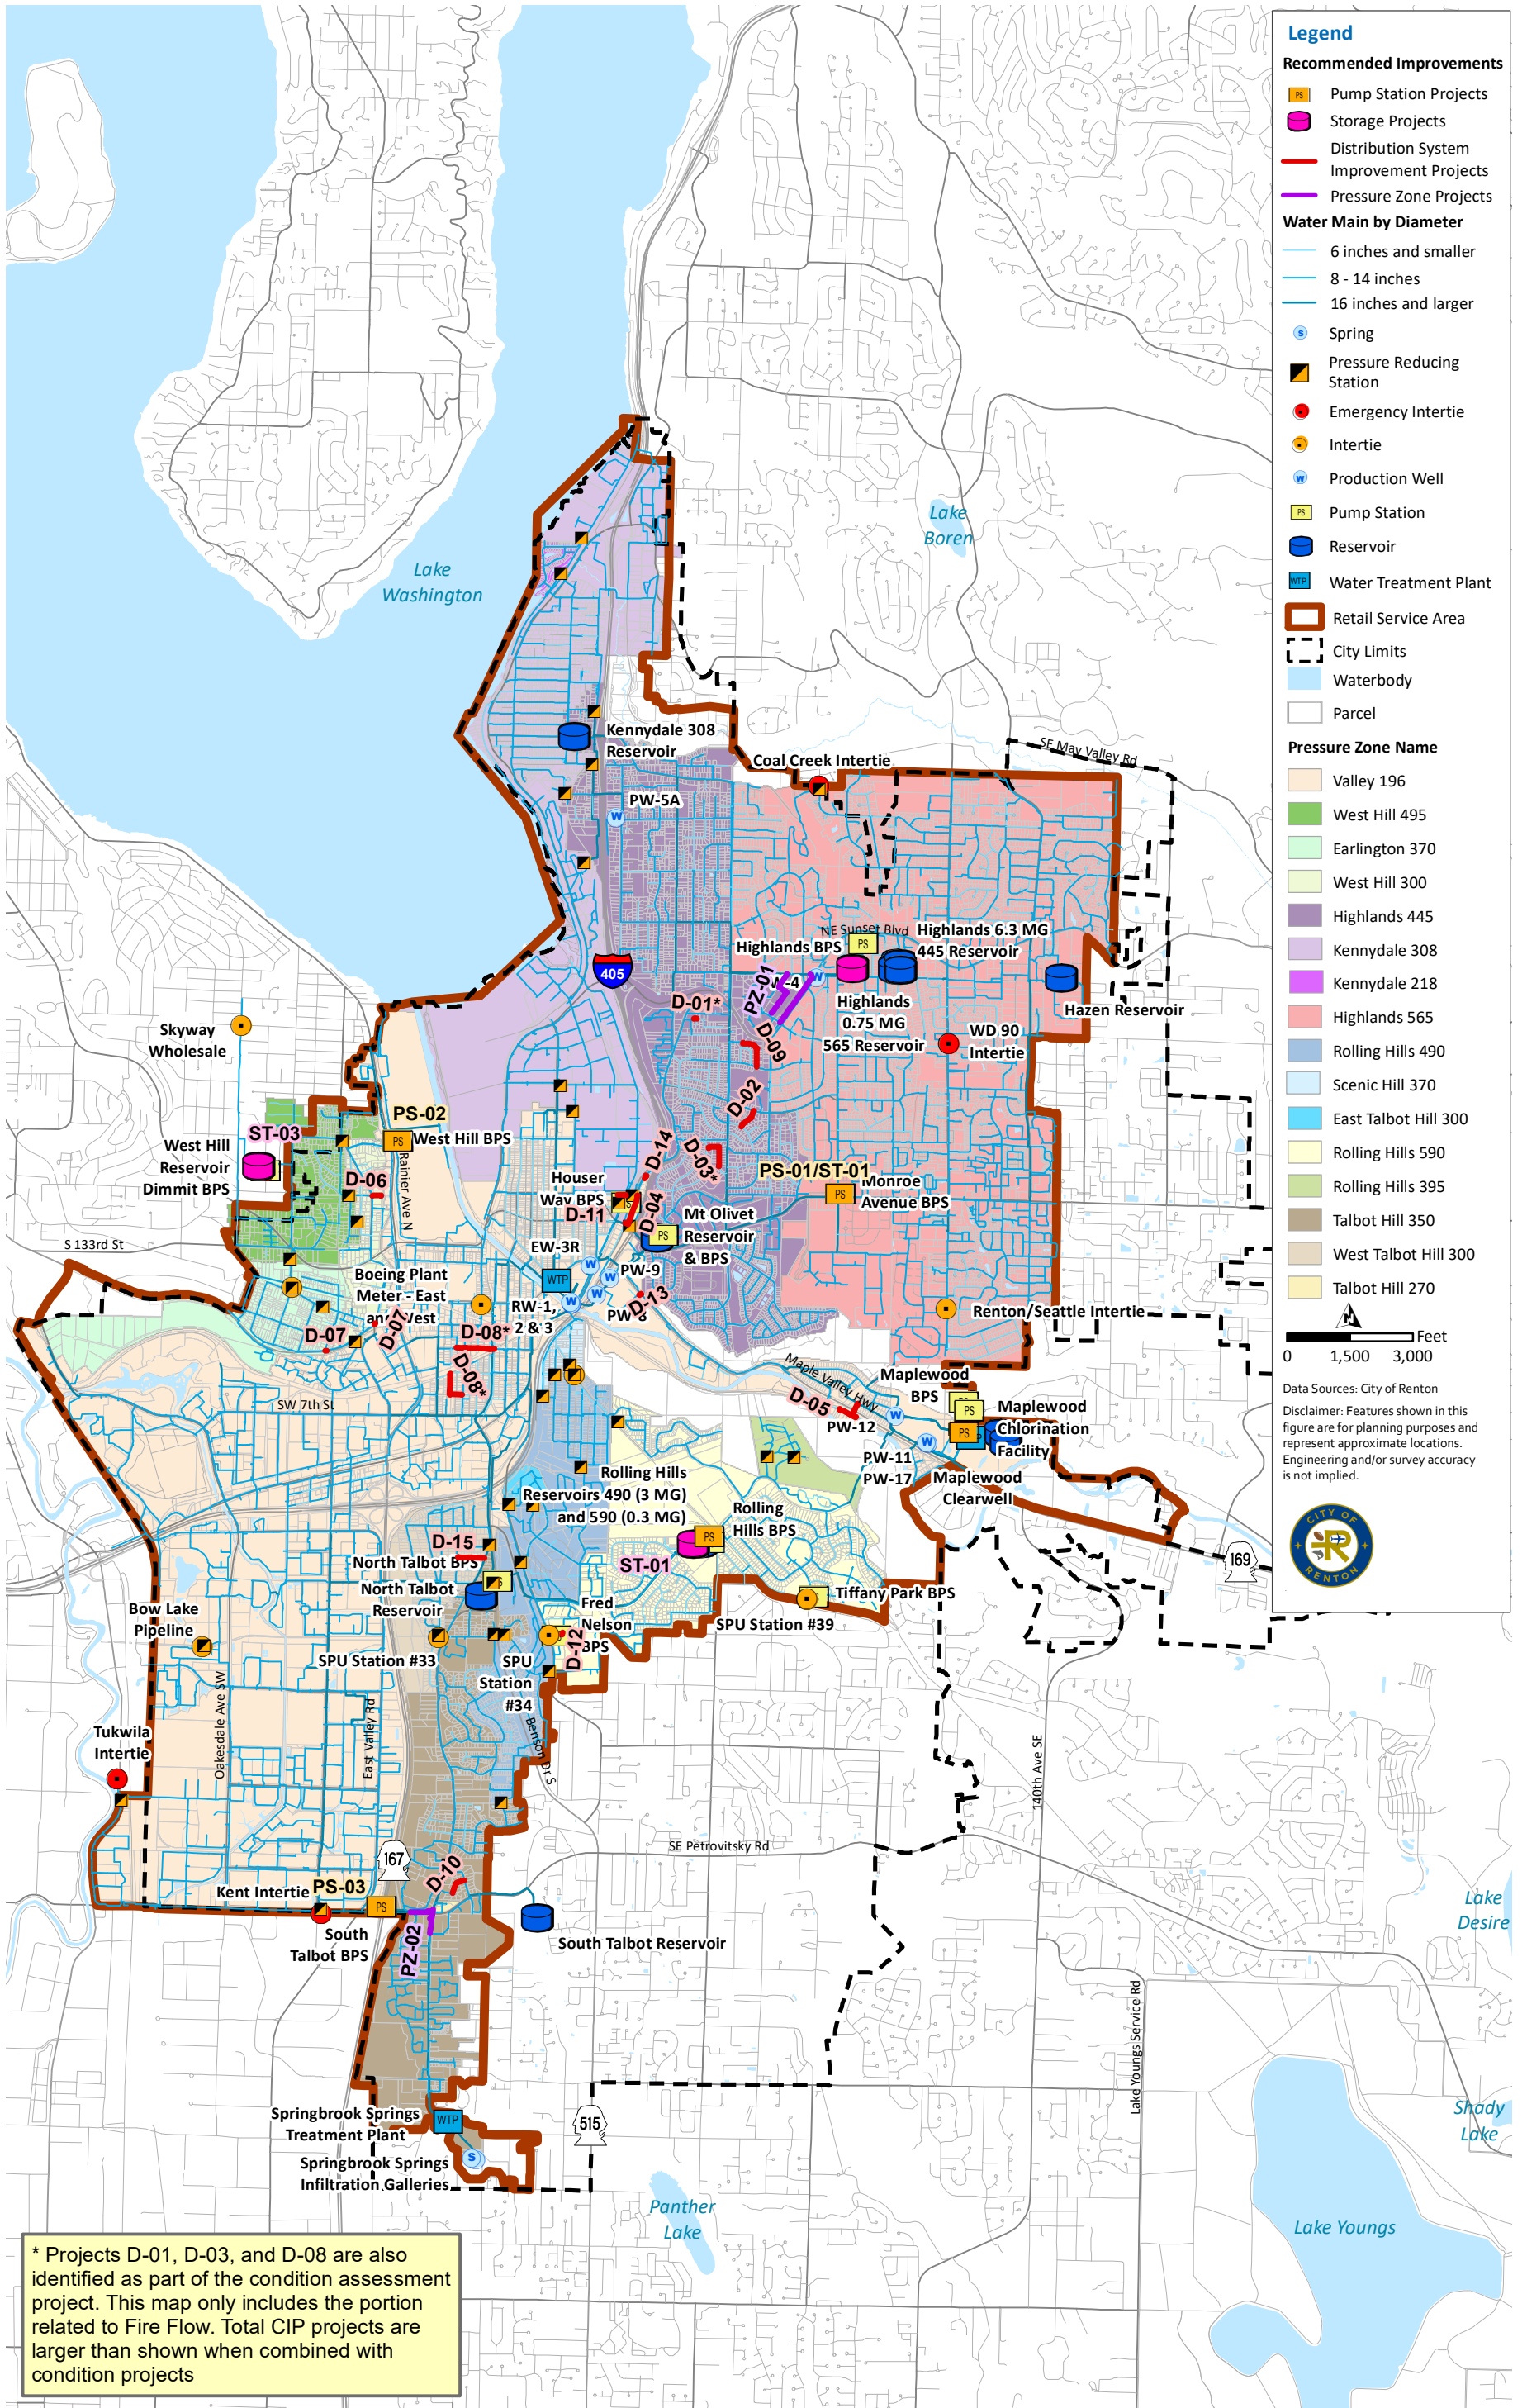 Legend
Recommended Improvements
PS Pump Station Projects
Storage Projects
Distribution System
Improvement Projects
Pressure Zone Projects
Water Main by Diameter
6 inches and smaller
8 - 14 inches
16 inches and larger
S Spring
Pressure Reducing
Station
Emergency Intertie
Intertie
W Production Well
PS Pump Station
Reservoir
WTP Water Treatment Plant
Retail Service Area
City Limits
Waterbody
Parcel
Pressure Zone Name
Valley 196
West Hill 495
Earlington 370
West Hill 300
Highlands 445
Kennydale 308
Kennydale 218
Highlands 565
Rolling Hills 490
Scenic Hill 370
East Talbot Hill 300
Rolling Hills 590
Rolling Hills 395
Talbot Hill 350
West Talbot Hill 300
Talbot Hill 270
N
Feet
0 1,500 3,000
Data Sources: City of Renton
Disclaimer: Features shown in this
figure are for planning purposes and
represent approximate locations.
Engineering and/or survey accuracy
is not implied.
CITY OF
R
RENTON
Lake
Boren
Lake
Washington
Kennydale 308
Reservoir
SE May Valley Rd
Coal Creek Intertie
PW-5A
W
NE Sunset Blvd
Highlands 6.3 MG
445 Reservoir
Highlands BPS
PS
405
PZ-01
W
Highlands
0.75 MG
565 Reservoir
Hazen Reservoir
D-01*
WD 90
Intertie
D-09
Skyway
Wholesale
D-02
PS-02
PS
West Hill BPS
ST-03
West Hill
Reservoir
Dimmit BPS
Rainier Ave N
D-06
D-14
D-03*
PS-01/ST-01
PS
Monroe
Avenue BPS
Houser
Way BPS
D-11
D-04
Mt Olivet
Reservoir
& BPS
PS
S 133rd St
EW-3R
WTP
W
W
W
W
PW-9
D-13
RW-1,
2 & 3
Boeing Plant
Meter - East
and West
D-07
D-07
D-08*
D-08*
Renton/Seattle Intertie
SW 7th St
Maple Valley Hwy
Maplewood
BPS
D-05
PW-12
W
W
PS
PS
Maplewood
Chlorination
Facility
PW-11
PW-17
Maplewood
Clearwell
169
Rolling Hills
Reservoirs 490 (3 MG)
and 590 (0.3 MG)
Rolling
Hills BPS
PS
ST-01
D-15
North Talbot BPS
North Talbot
Reservoir
Fred
Nelson
BPS
D-12
Tiffany Park BPS
SPU Station #39
Bow Lake
Pipeline
SPU Station #33
SPU
Station
#34
Benson Dr S
Oakesdale Ave SW
East Valley Rd
Tukwila
Intertie
140th Ave SE
SE Petrovitsky Rd
167
D-10
Kent Intertie
PS-03
PS
South
Talbot BPS
PZ-02
South Talbot Reservoir
Lake
Desire
Lake Youngs Service Rd
Springbrook Springs
Treatment Plant
WTP
515
Shady
Lake
S
Springbrook Springs
Infiltration Galleries
Panther
Lake
Lake Youngs
* Projects D-01, D-03, and D-08 are also
identified as part of the condition assessment
project. This map only includes the portion
related to Fire Flow. Total CIP projects are
larger than shown when combined with
condition projects